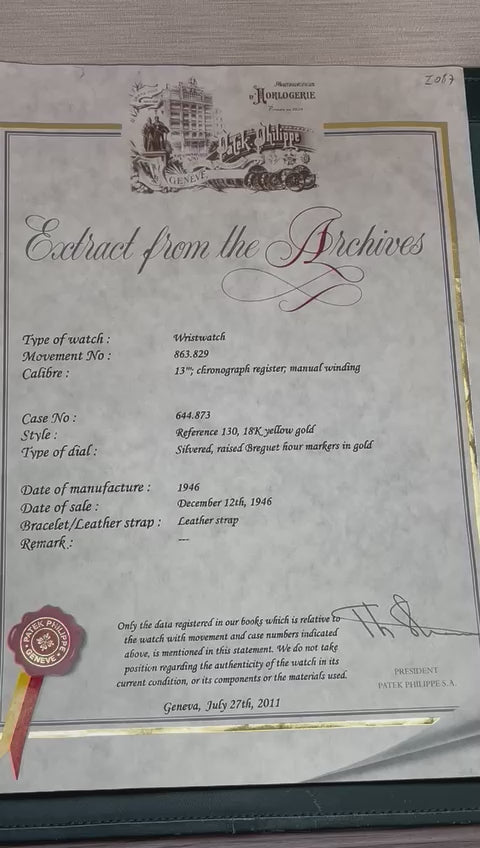 I087
Manufacture
d'HORLOGERIE
Patek Philippe
GENÈVE
Extract from the Archives
Type of watch : Wristwatch
Movement No : 863.829
Calibre : 13'''; chronograph register; manual winding
Case No : 644.873
Style : Reference 130, 18K yellow gold
Type of dial : Silvered, raised Breguet hour markers in gold
Date of manufacture : 1946
Date of sale : December 12th, 1946
Bracelet/Leather strap : Leather strap
Remark : ---
Only the data registered in our books which is relative to
the watch with movement and case numbers indicated
above, is mentioned in this statement. We do not take
position regarding the authenticity of the watch in its
current condition, or its components or the materials used.
Geneva, July 27th, 2011
PRESIDENT
PATEK PHILIPPE S.A.
PATEK PHILIPPE
GENEVE